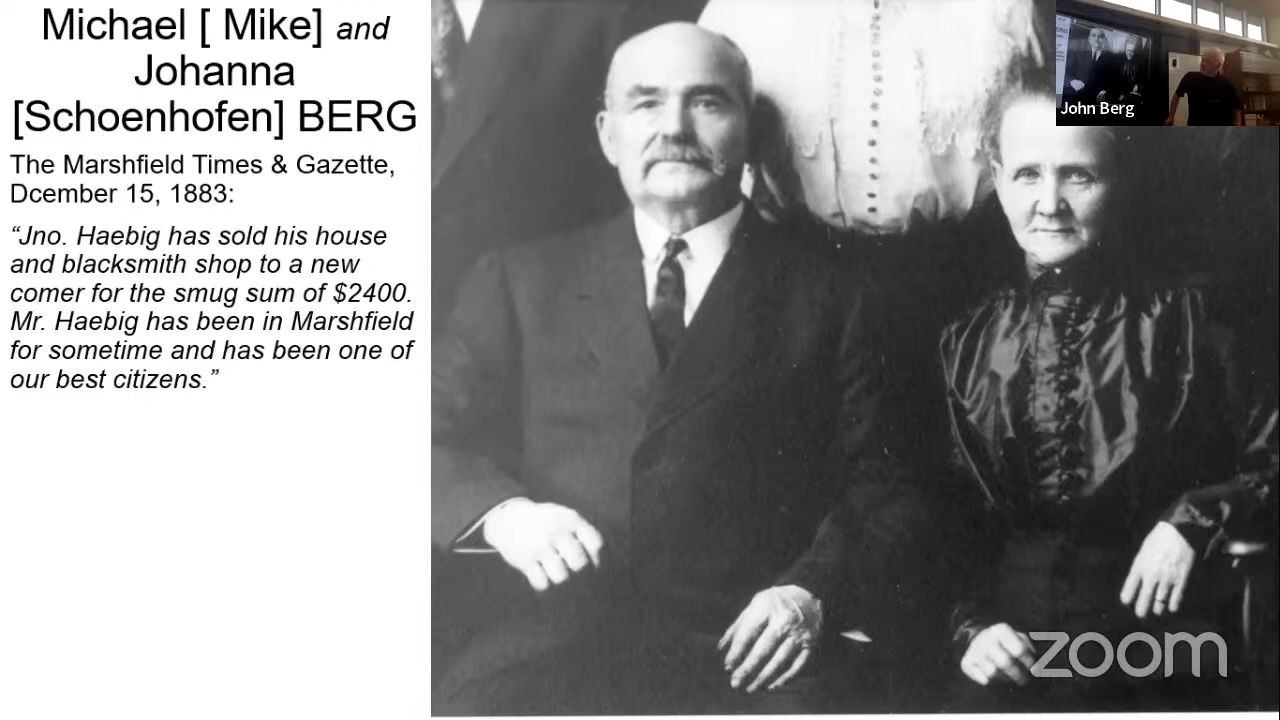 Michael [ Mike] and
Johanna
[Schoenhofen] BERG
The Marshfield Times & Gazette,
Dcember 15, 1883:
“Jno. Haebig has sold his house
and blacksmith shop to a new
comer for the smug sum of $2400.
Mr. Haebig has been in Marshfield
for sometime and has been one of
our best citizens.”
John Berg
zoom